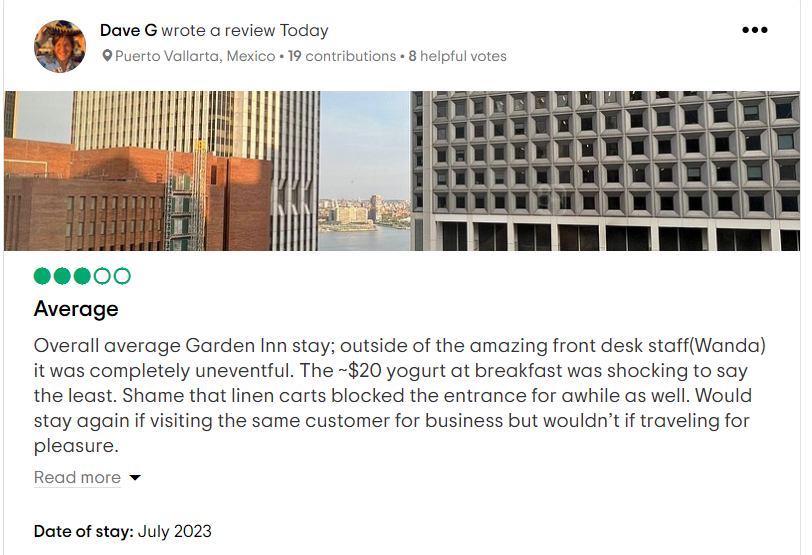 Dave G wrote a review Today
Puerto Vallarta, Mexico • 19 contributions • 8 helpful votes
Average
Overall average Garden Inn stay; outside of the amazing front desk staff(Wanda)
it was completely uneventful. The ~$20 yogurt at breakfast was shocking to say
the least. Shame that linen carts blocked the entrance for awhile as well. Would
stay again if visiting the same customer for business but wouldn’t if traveling for
pleasure.
Read more
Date of stay: July 2023